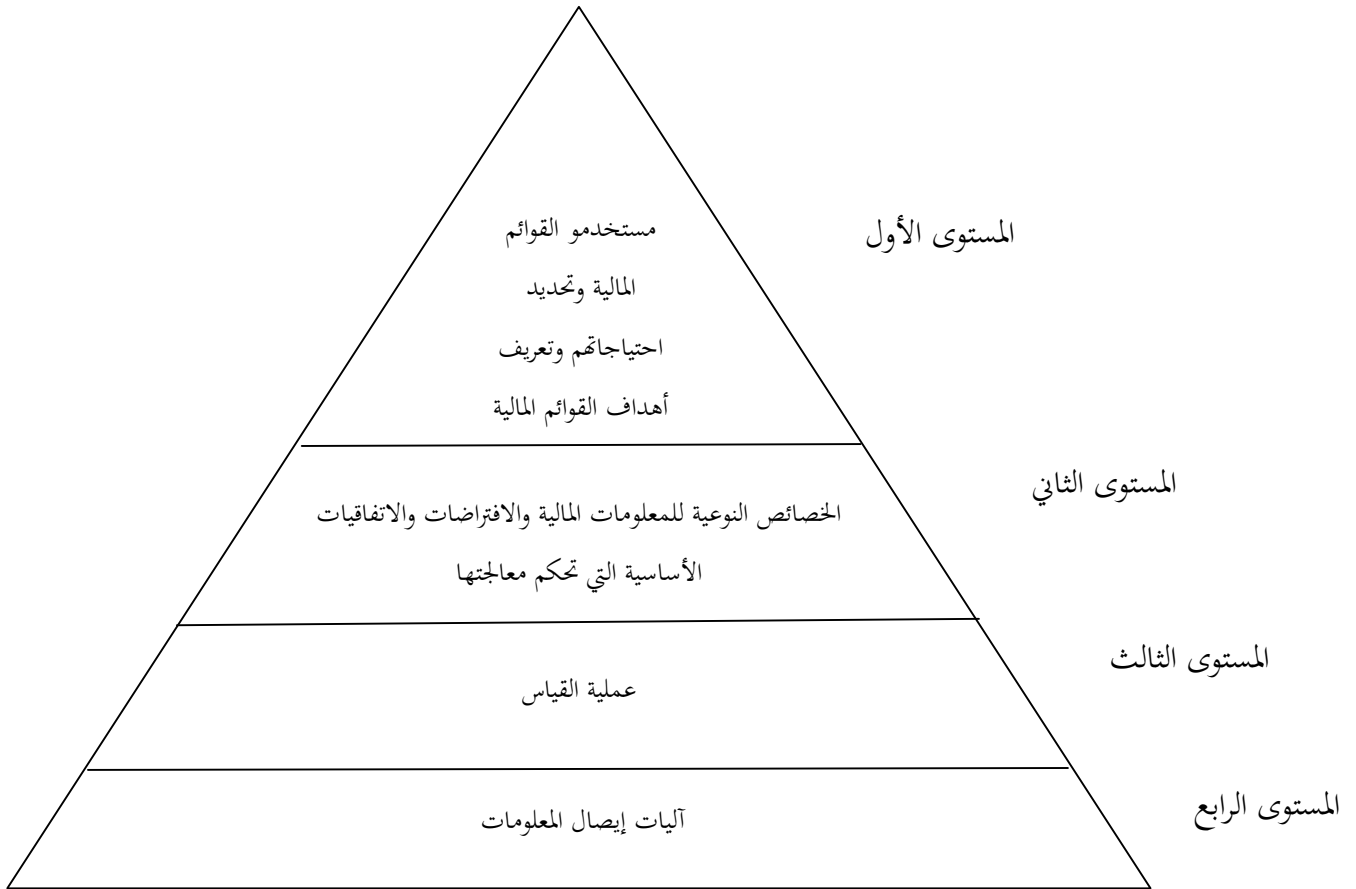 مستخدمو القوائم
المستوى الأول
المالية وتحديد
احتياجاتهم وتعريف
أهداف القوائم المالية
المستوى الثاني
الخصائص النوعية للمعلومات المالية والافتراضات والاتفاقيات
الأساسية التي تحكم معالجتها
المستوى الثالث
عملية القياس
المستوى الرابع
آليات إيصال المعلومات